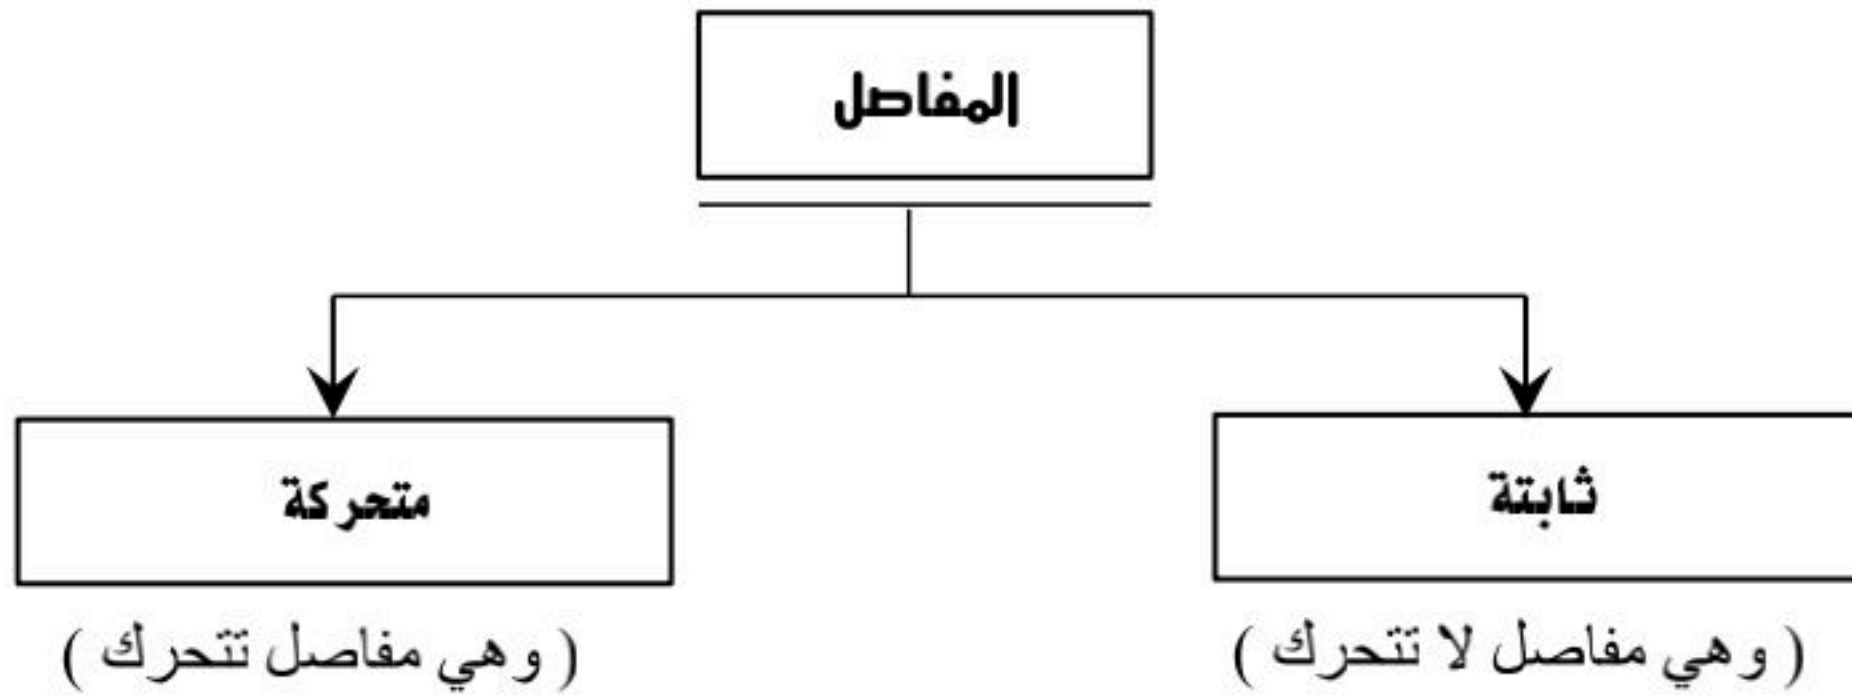 المفاصل
ثابتة
متحركة
( وهي مفاصل لا تتحرك )
( وهي مفاصل تتحرك )